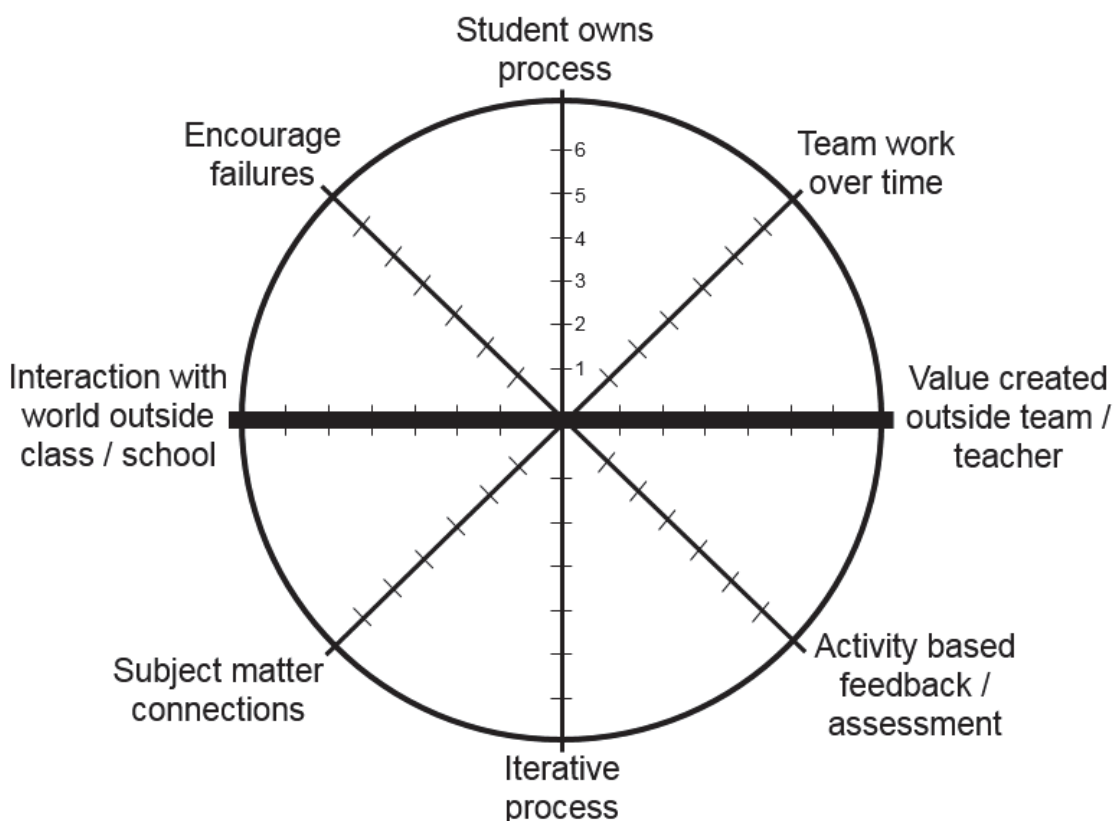 Student owns
process
Encourage
failures
Team work
over time
6
5
4
3
2
1
Interaction with
world outside
class / school
Value created
outside team /
teacher
Subject matter
connections
Activity based
feedback /
assessment
Iterative
process